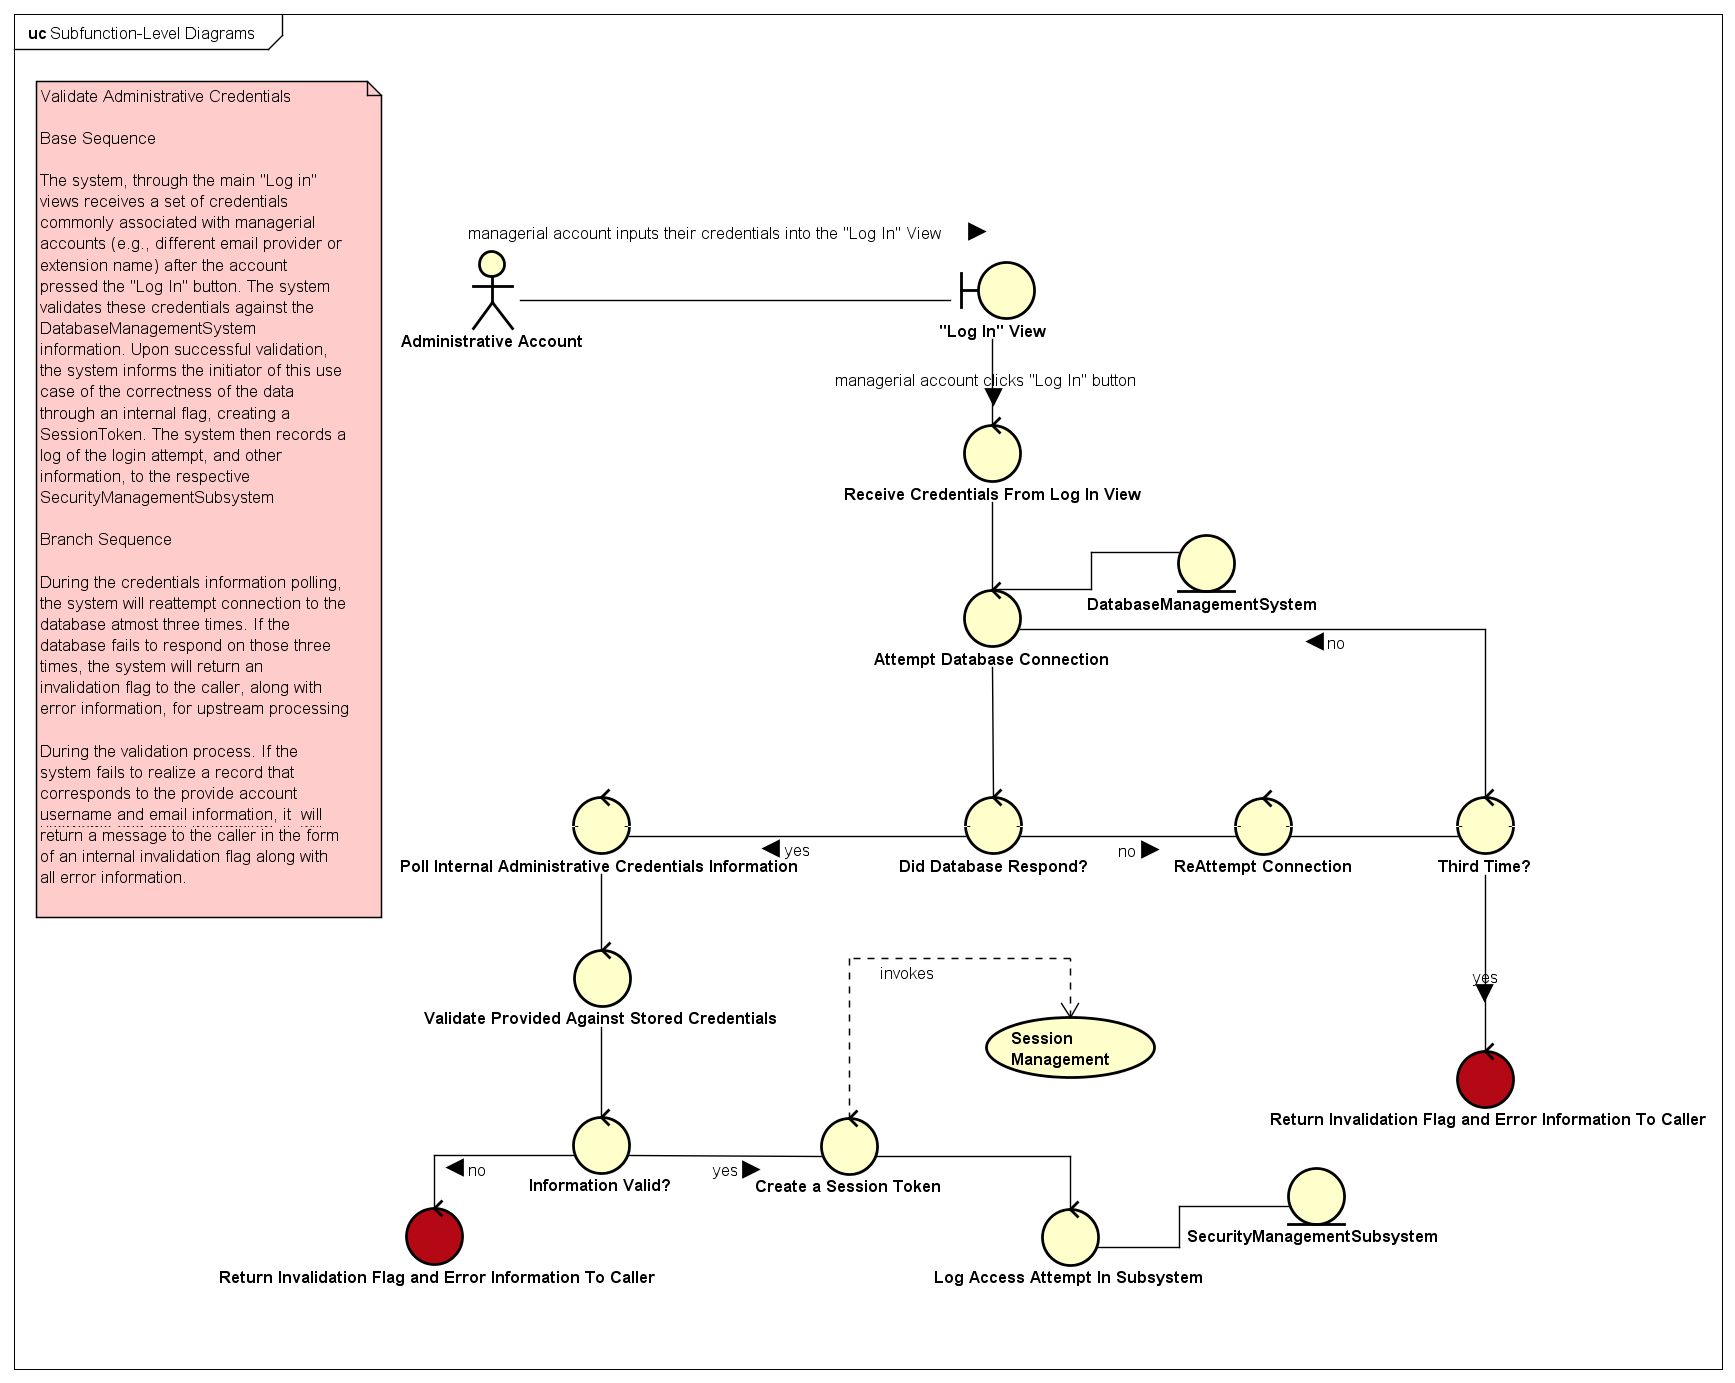 uc Subfunction-Level Diagrams
Validate Administrative Credentials
Base Sequence
The system, through the main "Log in"
views receives a set of credentials
commonly associated with managerial
accounts (e.g., different email provider or
extension name) after the account
pressed the "Log In" button. The system
validates these credentials against the
DatabaseManagementSystem
information. Upon successful validation,
the system informs the initiator of this use
case of the correctness of the data
through an internal flag, creating a
SessionToken. The system then records a
log of the login attempt, and other
information, to the respective
SecurityManagementSubsystem
Branch Sequence
During the credentials information polling,
the system will reattempt connection to the
database atmost three times. If the
database fails to respond on those three
times, the system will return an
invalidation flag to the caller, along with
error information, for upstream processing
During the validation process. If the
system fails to realize a record that
corresponds to the provide account
username and email information, it  will
return a message to the caller in the form
of an internal invalidation flag along with
all error information.
managerial account inputs their credentials into the "Log In" View
Administrative Account
"Log In" View
managerial account clicks "Log In" button
Receive Credentials From Log In View
DatabaseManagementSystem
Attempt Database Connection
no
yes
no
Poll Internal Administrative Credentials Information
Did Database Respond?
ReAttempt Connection
Third Time?
invokes
yes
Validate Provided Against Stored Credentials
Session
Management
Return Invalidation Flag and Error Information To Caller
no
yes
Information Valid?
Create a Session Token
SecurityManagementSubsystem
Return Invalidation Flag and Error Information To Caller
Log Access Attempt In Subsystem